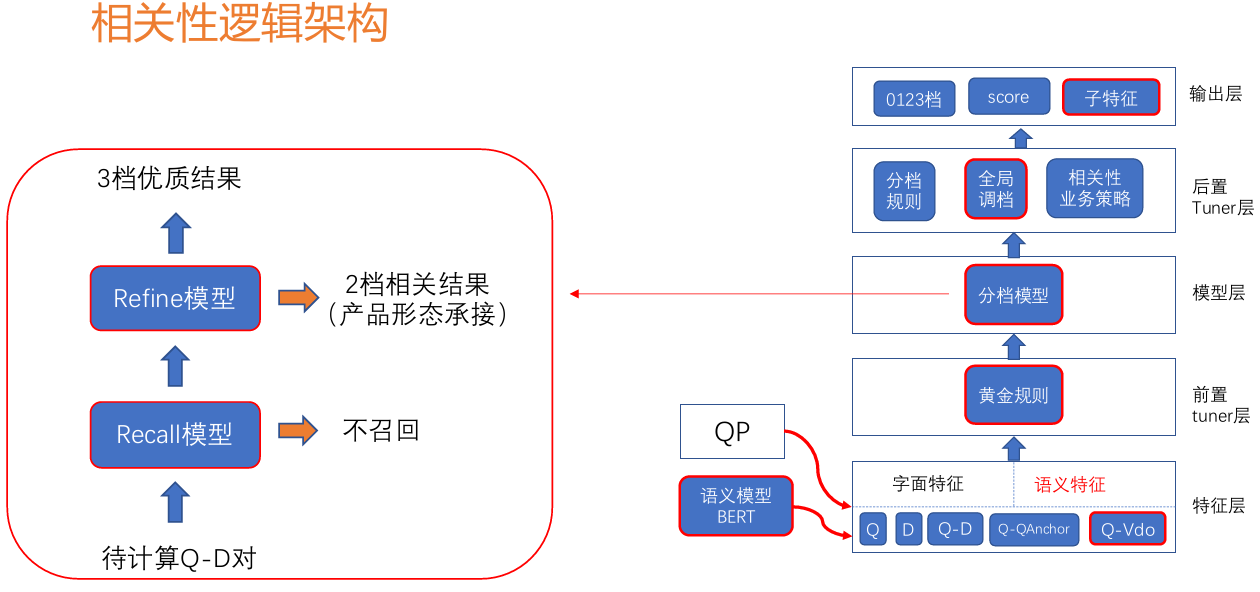 相关性逻辑架构
3档优质结果
Refine模型
2档相关结果
（产品形态承接）
Recall模型
不召回
待计算Q-D对
0123档
score
子特征
输出层
分档
规则
全局
调档
相关性
业务策略
后置
Tuner层
分档模型
模型层
黄金规则
前置
tuner层
QP
语义模型
BERT
字面特征
语义特征
特征层
Q
D
Q-D
Q-QAnchor
Q-Vdo